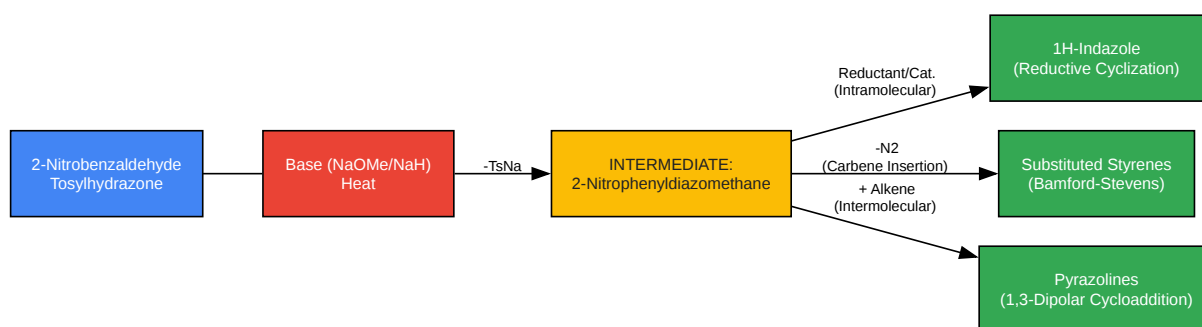 2-Nitrobenzaldehyde
Tosylhydrazone
Base (NaOMe/NaH)
Heat
-TsNa
INTERMEDIATE:
2-Nitrophenyldiazomethane
Reductant/Cat.
(Intramolecular)
1H-Indazole
(Reductive Cyclization)
-N2
(Carbene Insertion)
Substituted Styrenes
(Bamford-Stevens)
+ Alkene
(Intermolecular)
Pyrazolines
(1,3-Dipolar Cycloaddition)